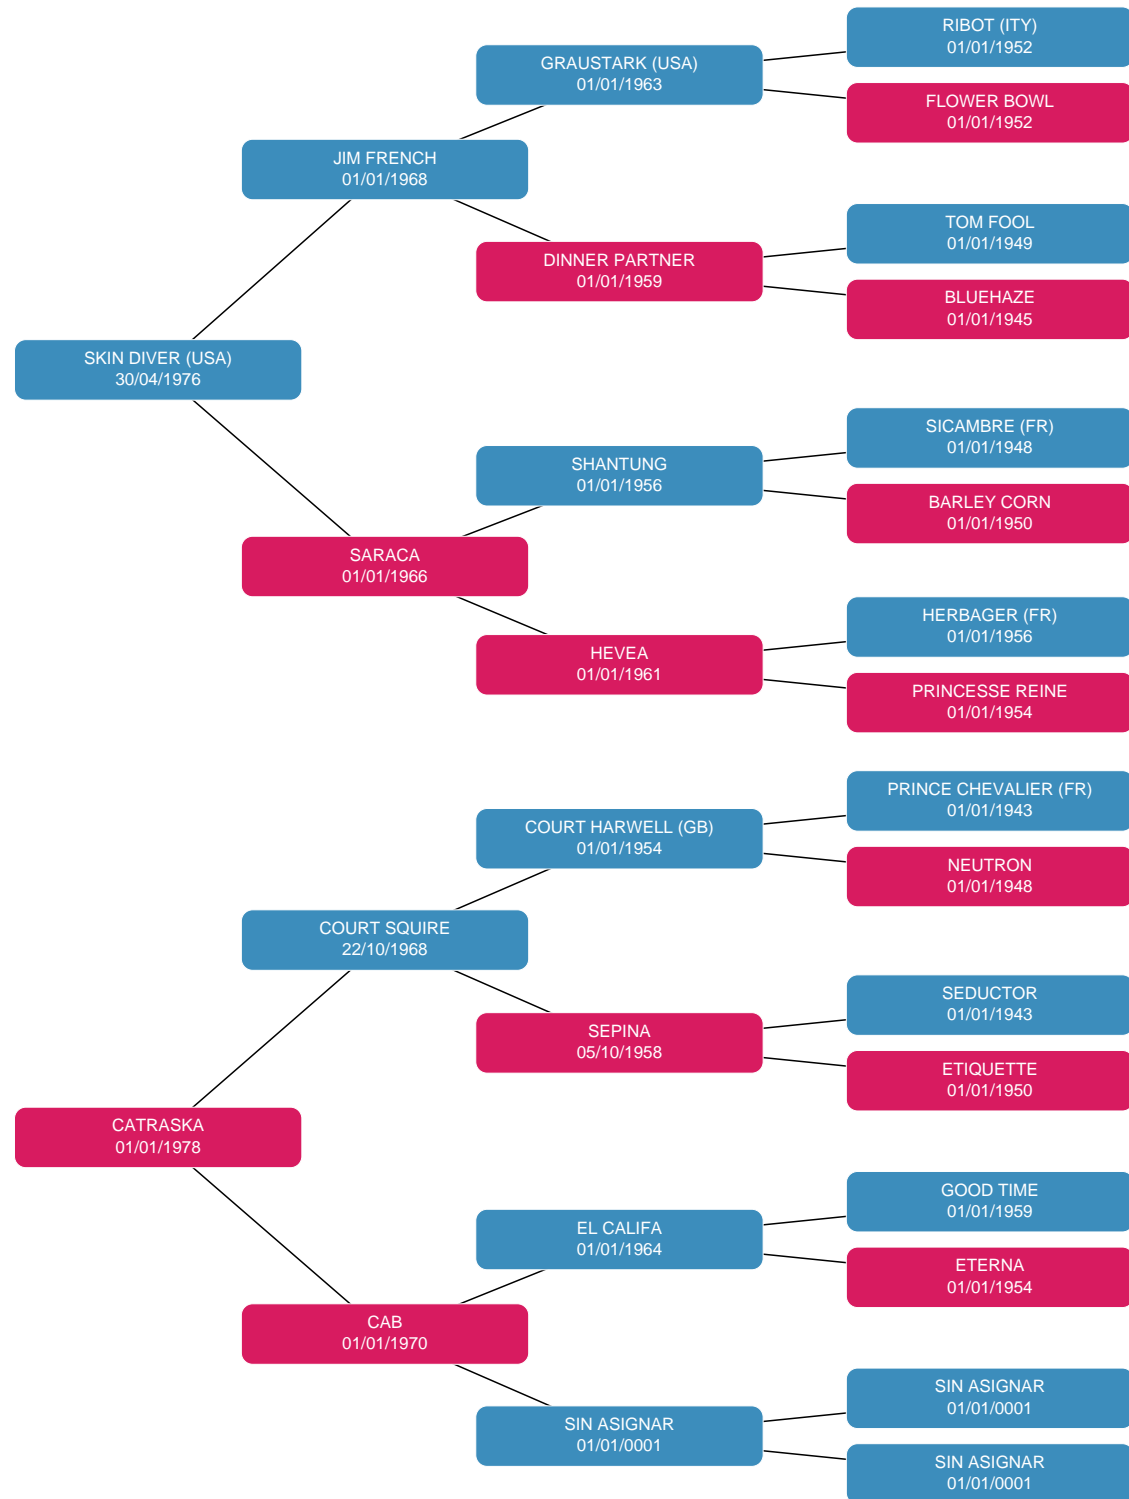 RIBOT (ITY)
01/01/1952
GRAUSTARK (USA)
01/01/1963
FLOWER BOWL
01/01/1952
JIM FRENCH
01/01/1968
TOM FOOL
01/01/1949
DINNER PARTNER
01/01/1959
BLUEHAZE
01/01/1945
SKIN DIVER (USA)
30/04/1976
SICAMBRE (FR)
01/01/1948
SHANTUNG
01/01/1956
BARLEY CORN
01/01/1950
SARACA
01/01/1966
HERBAGER (FR)
01/01/1956
HEVEA
01/01/1961
PRINCESSE REINE
01/01/1954
PRINCE CHEVALIER (FR)
01/01/1943
COURT HARWELL (GB)
01/01/1954
NEUTRON
01/01/1948
COURT SQUIRE
22/10/1968
SEDUCTOR
01/01/1943
SEPINA
05/10/1958
ETIQUETTE
01/01/1950
CATRASKA
01/01/1978
GOOD TIME
01/01/1959
EL CALIFA
01/01/1964
ETERNA
01/01/1954
CAB
01/01/1970
SIN ASIGNAR
01/01/0001
SIN ASIGNAR
01/01/0001
SIN ASIGNAR
01/01/0001